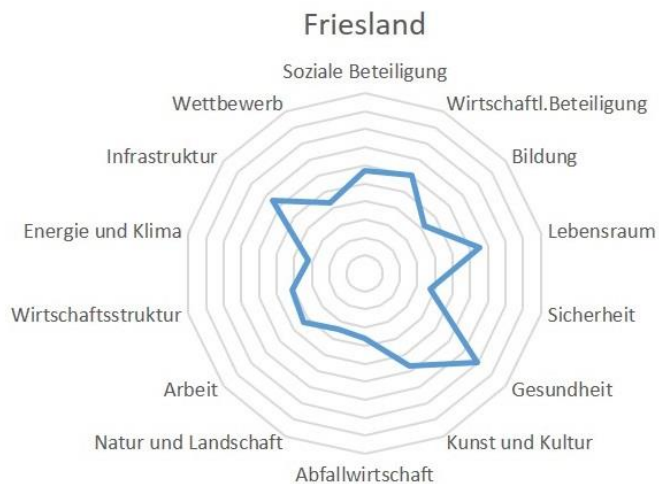 Friesland
Soziale Beteiligung
Wettbewerb
Wirtschaftl.Beteiligung
Infrastruktur
Bildung
Energie und Klima
Lebensraum
Wirtschaftsstruktur
Sicherheit
Arbeit
Gesundheit
Natur und Landschaft
Kunst und Kultur
Abfallwirtschaft